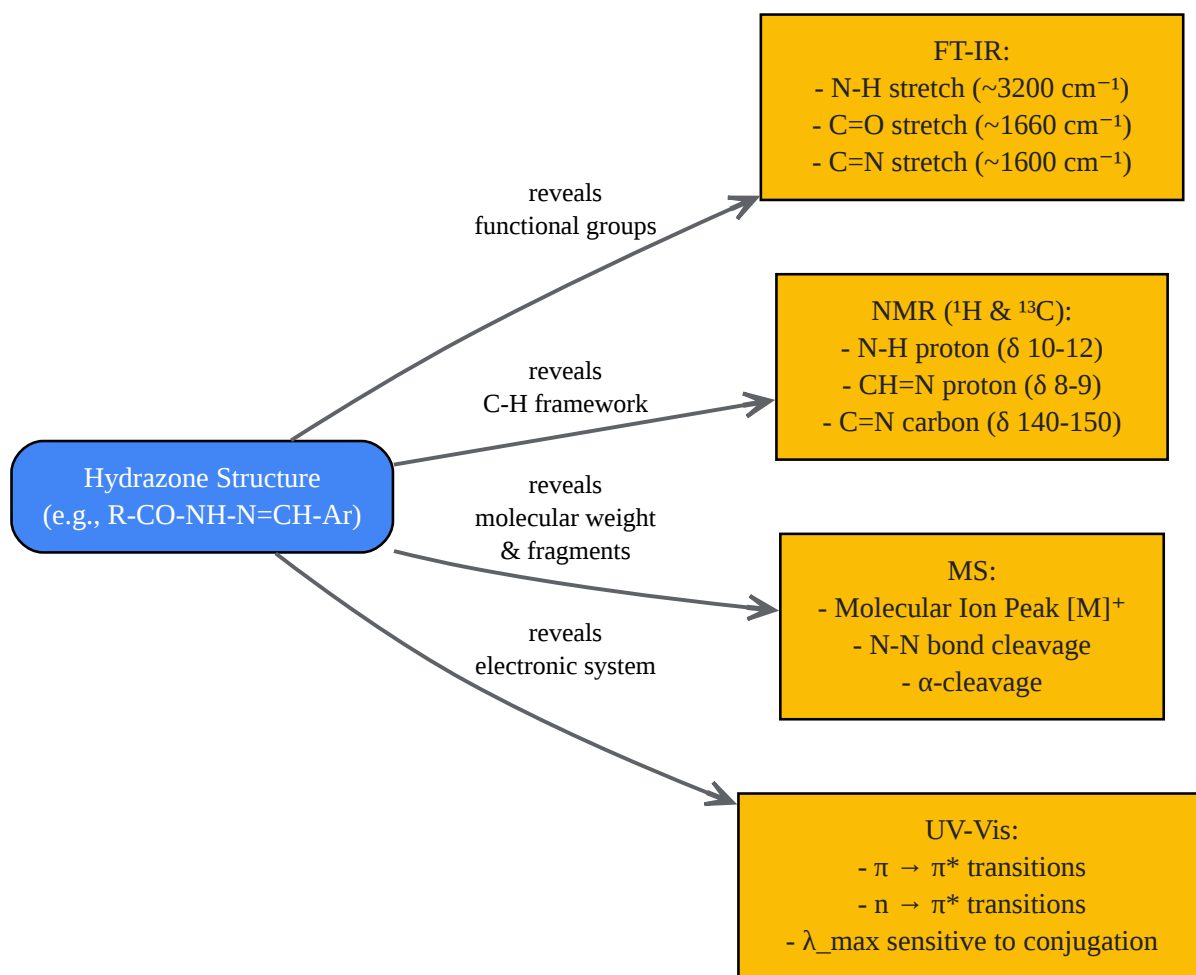 FT-IR:
- N-H stretch (~3200 cm⁻¹)
- C=O stretch (~1660 cm⁻¹)
- C=N stretch (~1600 cm⁻¹)
reveals
functional groups
NMR (¹H & ¹³C):
- N-H proton (δ 10-12)
- CH=N proton (δ 8-9)
- C=N carbon (δ 140-150)
reveals
C-H framework
Hydrazone Structure
(e.g., R-CO-NH-N=CH-Ar)
reveals
molecular weight
& fragments
MS:
- Molecular Ion Peak [M]⁺
- N-N bond cleavage
- α-cleavage
reveals
electronic system
UV-Vis:
- π → π* transitions
- n → π* transitions
- λ_max sensitive to conjugation